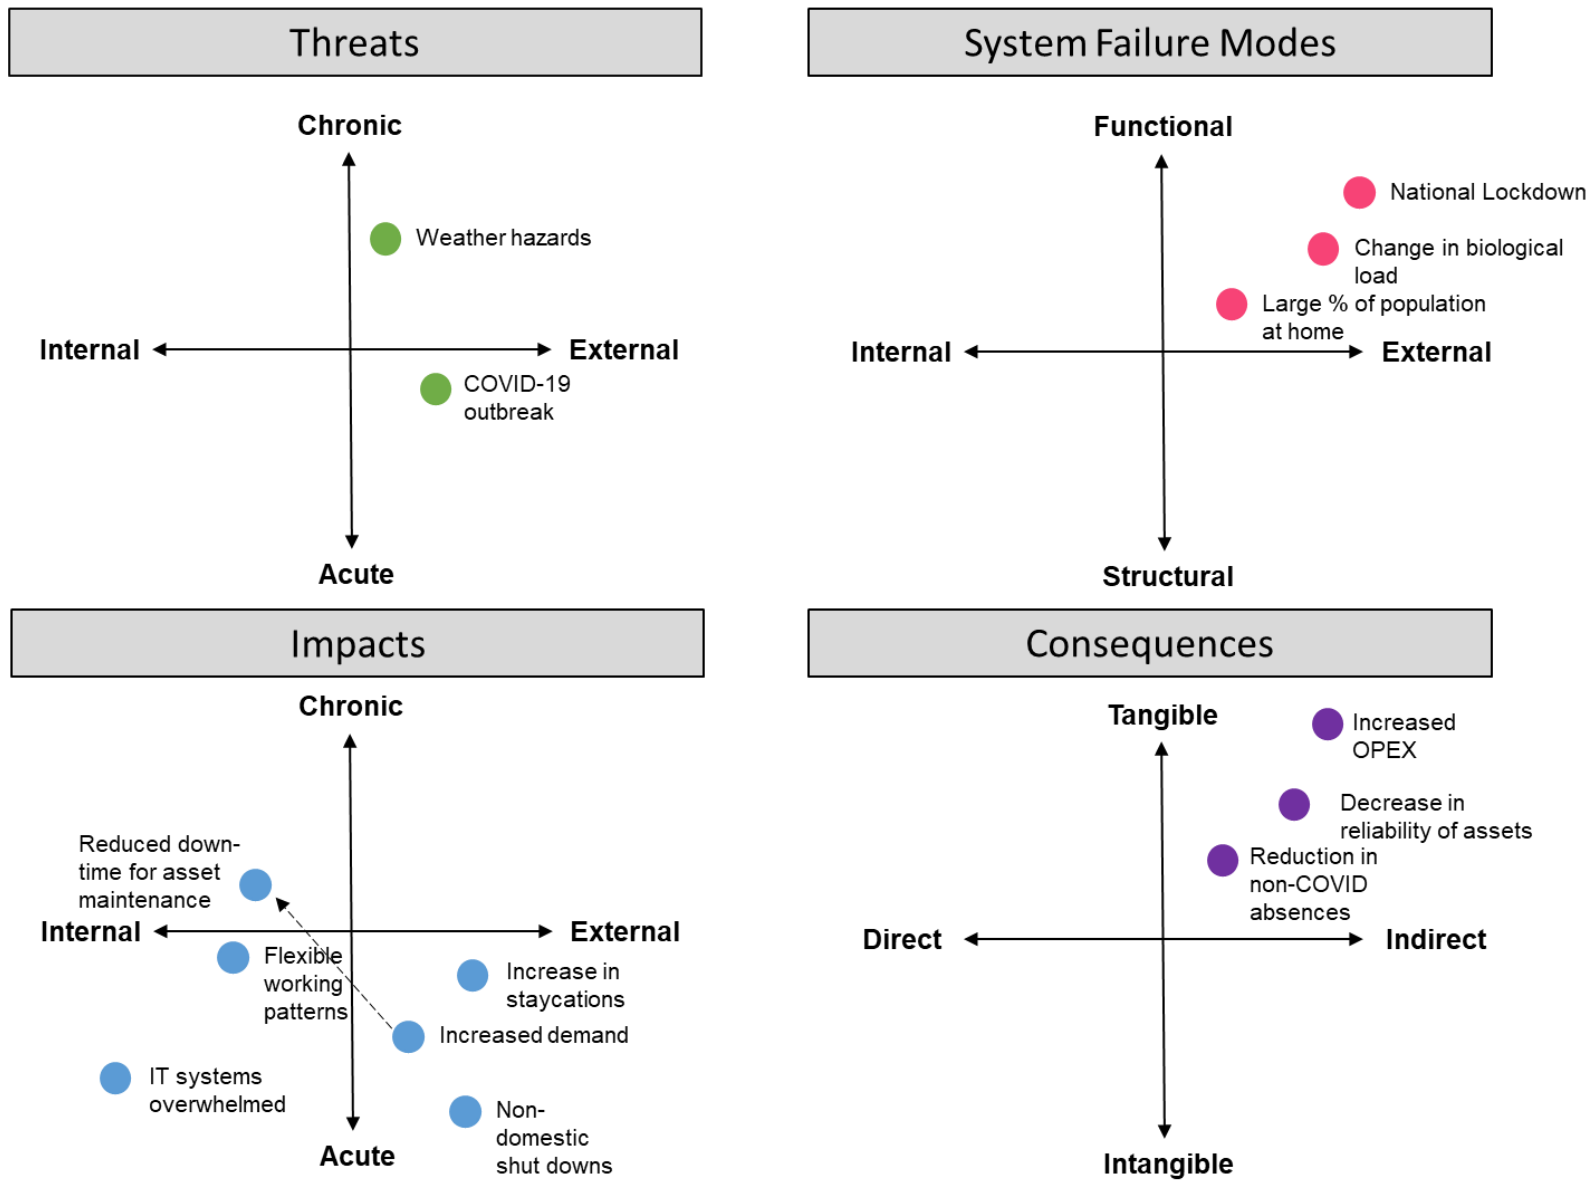 Threats
Chronic
Weather hazards
Internal
External
COVID-19
outbreak
Acute
System Failure Modes
Functional
National Lockdown
Change in biological
load
Large % of population
at home
Internal
External
Structural
Impacts
Chronic
Reduced down-
time for asset
maintenance
Internal
External
Flexible
working
patterns
Increase in
staycations
Increased demand
IT systems
overwhelmed
Non-
domestic
shut downs
Acute
Consequences
Tangible
Increased
OPEX
Decrease in
reliability of assets
Reduction in
non-COVID
absences
Direct
Indirect
Intangible